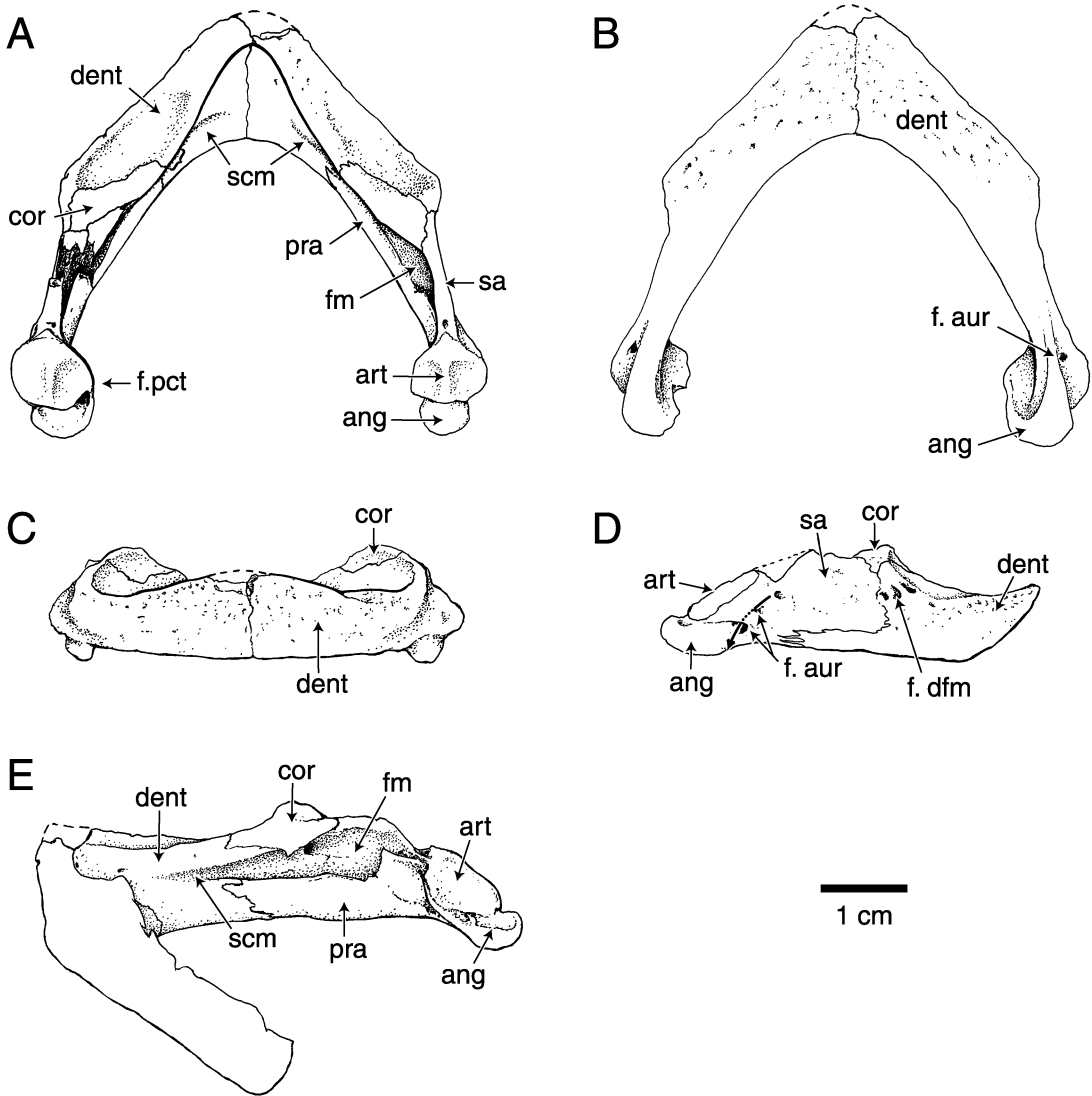 A
dent
scm
cor
pra
fm
sa
f.pct
art
ang
B
dent
f. aur
ang
C
cor
dent
D
sa
cor
art
dent
ang
f. aur
f. dfm
E
cor
fm
dent
art
scm
pra
ang
1 cm